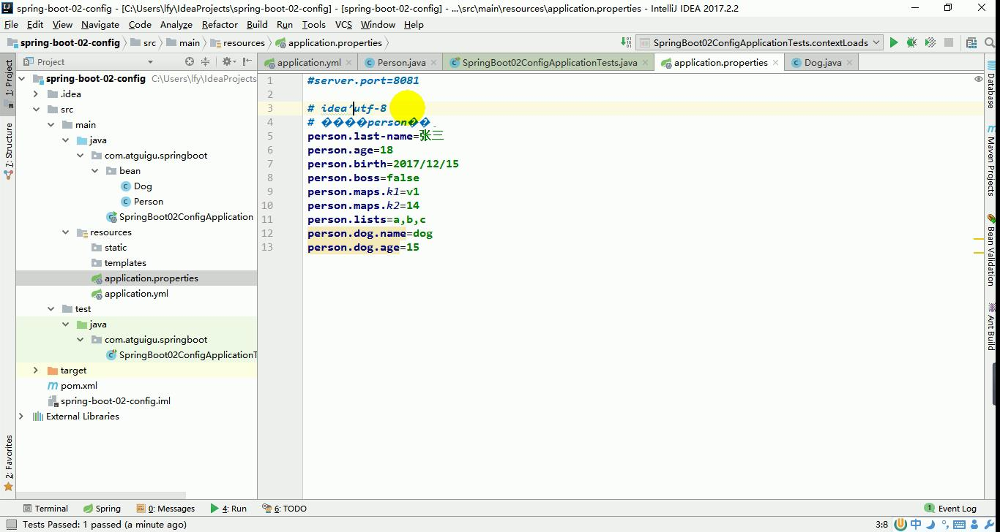 spring-boot-02-config - [C:\Users\lfy\IdeaProjects\spring-boot-02-config] - [spring-boot-02-config] - ...\src\main\resources\application.properties - IntelliJ IDEA 2017.2.2
File Edit View Navigate Code Analyze Refactor Build Run Tools VCS Window Help
spring-boot-02-config src main resources application.properties SpringBoot02ConfigApplicationTests.contextLoads
Project application.yml Person.java SpringBoot02ConfigApplicationTests.java application.properties Dog.java
1: Project
7: Structure
2: Favorites
spring-boot-02-config C:\Users\lfy\IdeaProjects
.idea
src
main
java
com.atguigu.springboot
bean
Dog
Person
SpringBoot02ConfigApplication
resources
static
templates
application.properties
application.yml
test
java
com.atguigu.springboot
SpringBoot02ConfigApplicationT
target
pom.xml
spring-boot-02-config.iml
External Libraries
1 #server.port=8081
2
3 # idea'utf-8
4 # ����person��
5 person.last-name=张三
6 person.age=18
7 person.birth=2017/12/15
8 person.boss=false
9 person.maps.k1=v1
10 person.maps.k2=14
11 person.lists=a,b,c
12 person.dog.name=dog
13 person.dog.age=15
Database
Maven Projects
Bean Validation
Ant Build
Terminal Spring 0: Messages 4: Run 6: TODO 1 Event Log
Tests Passed: 1 passed (a minute ago) 3:8 中